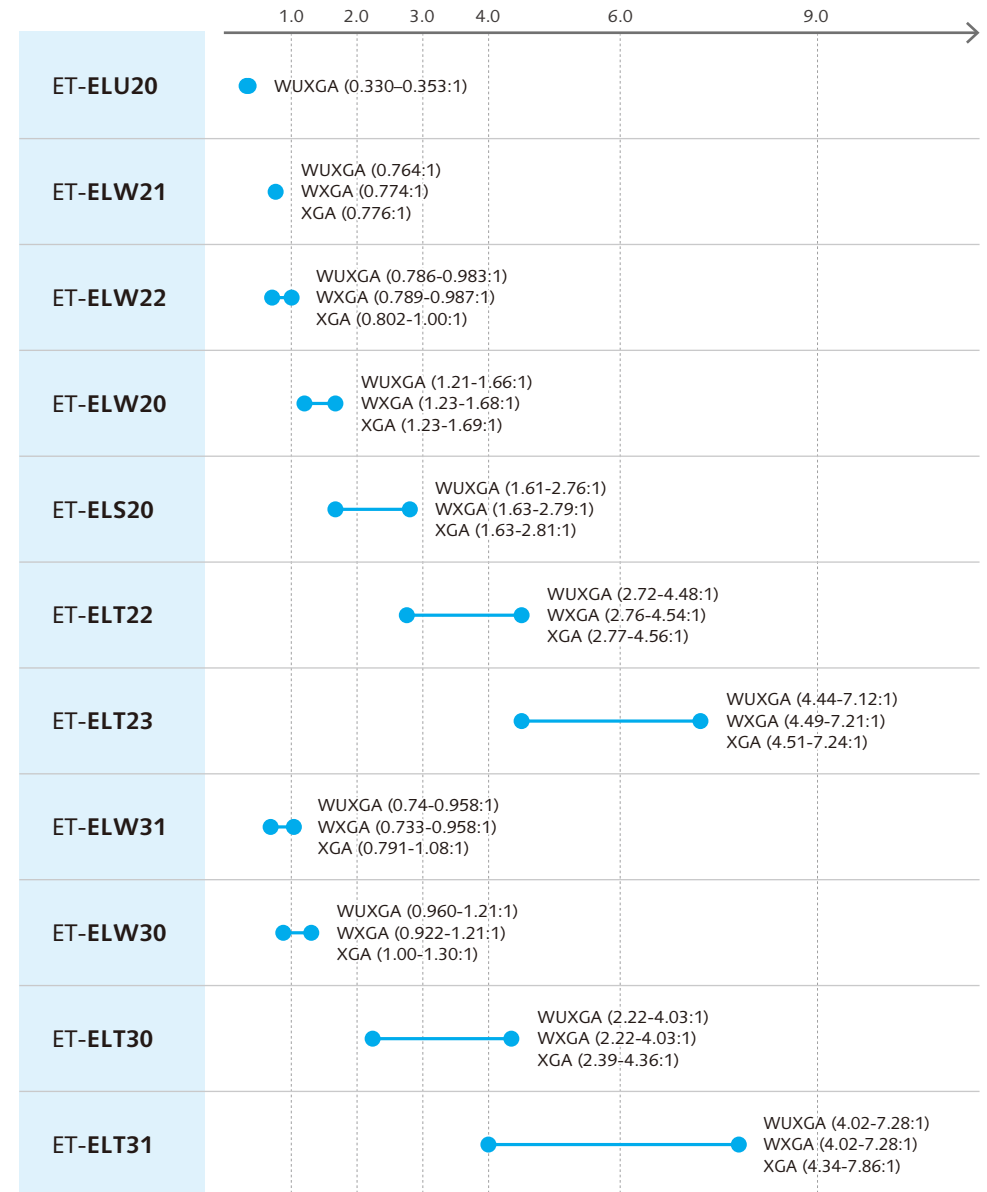 1.0 2.0 3.0 4.0 6.0 9.0
ET-ELU20
WUXGA (0.330–0.353:1)
ET-ELW21
WUXGA (0.764:1)
WXGA (0.774:1)
XGA (0.776:1)
ET-ELW22
WUXGA (0.786-0.983:1)
WXGA (0.789-0.987:1)
XGA (0.802-1.00:1)
ET-ELW20
WUXGA (1.21-1.66:1)
WXGA (1.23-1.68:1)
XGA (1.23-1.69:1)
ET-ELS20
WUXGA (1.61-2.76:1)
WXGA (1.63-2.79:1)
XGA (1.63-2.81:1)
ET-ELT22
WUXGA (2.72-4.48:1)
WXGA (2.76-4.54:1)
XGA (2.77-4.56:1)
ET-ELT23
WUXGA (4.44-7.12:1)
WXGA (4.49-7.21:1)
XGA (4.51-7.24:1)
ET-ELW31
WUXGA (0.74-0.958:1)
WXGA (0.733-0.958:1)
XGA (0.791-1.08:1)
ET-ELW30
WUXGA (0.960-1.21:1)
WXGA (0.922-1.21:1)
XGA (1.00-1.30:1)
ET-ELT30
WUXGA (2.22-4.03:1)
WXGA (2.22-4.03:1)
XGA (2.39-4.36:1)
ET-ELT31
WUXGA (4.02-7.28:1)
WXGA (4.02-7.28:1)
XGA (4.34-7.86:1)